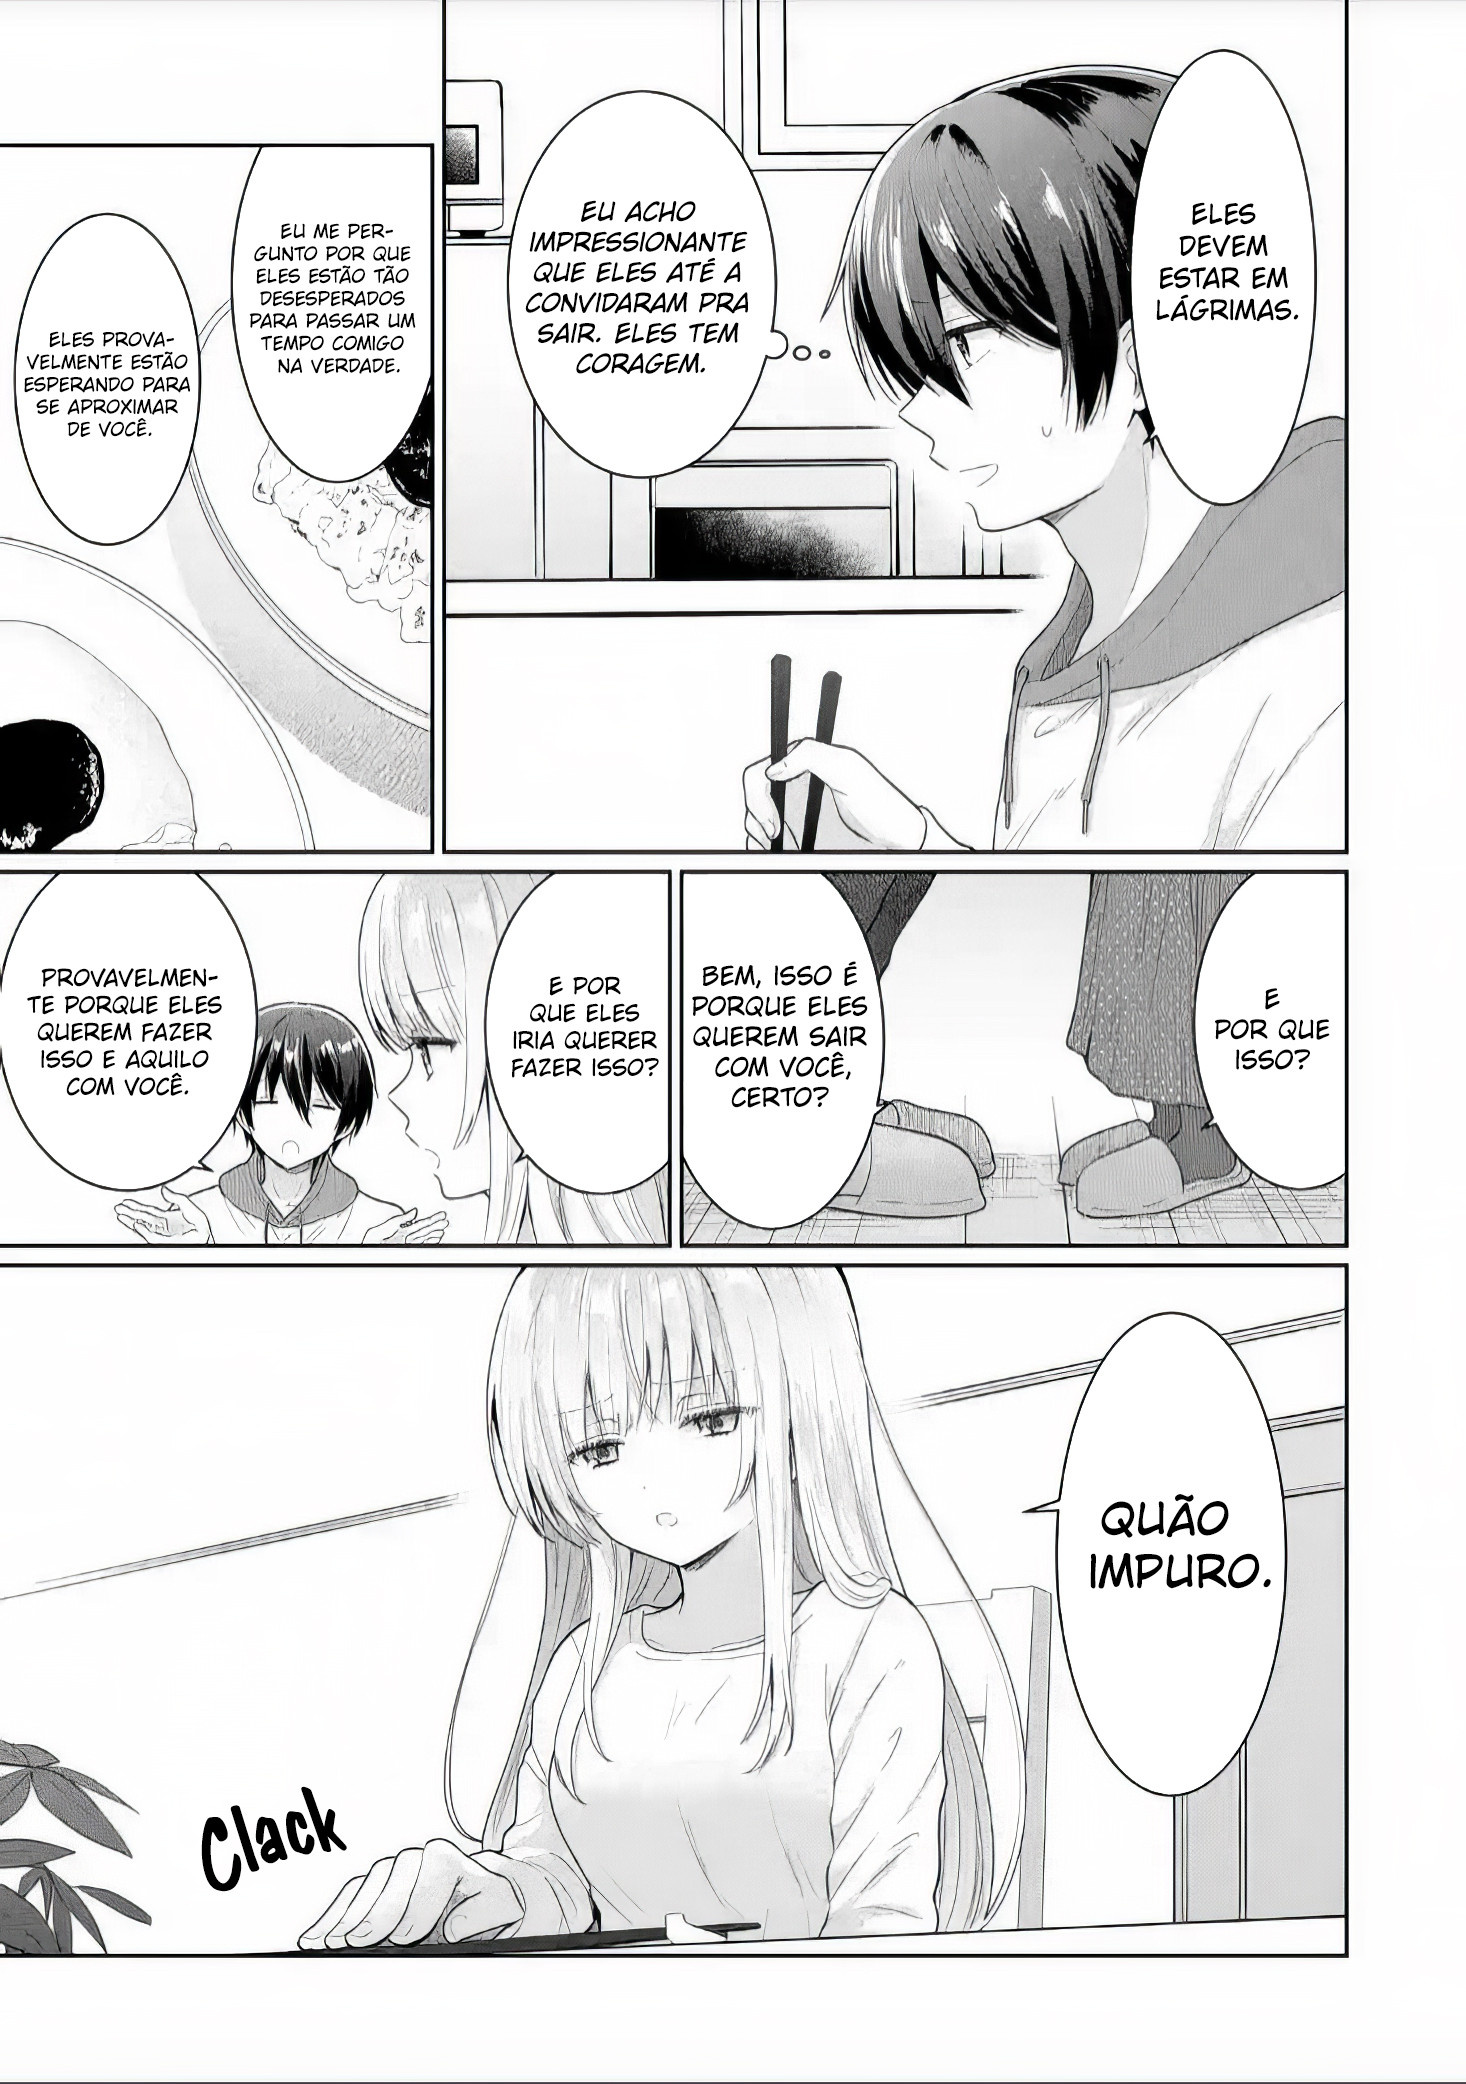 ELES
DEVEM
ESTAR EM
LÁGRIMAS.
EU ACHO
IMPRESSIONANTE
QUE ELES ATÉ A
CONVIDARAM PRA
SAIR. ELES TEM
CORAGEM.
EU ME PER-
GUNTO POR QUE
ELES ESTÃO TÃO
DESESPERADOS
PARA PASSAR UM
TEMPO COMIGO
NA VERDADE.
ELES PROVA-
VELMENTE ESTÃO
ESPERANDO PARA
SE APROXIMAR
DE VOCÊ.
E
POR QUE
ISSO?
BEM, ISSO É
PORQUE ELES
QUEREM SAIR
COM VOCÊ,
CERTO?
E POR
QUE ELES
IRIA QUERER
FAZER ISSO?
PROVAVELMEN-
TE PORQUE ELES
QUEREM FAZER
ISSO E AQUILO
COM VOCÊ.
QUÃO
IMPURO.
Clack